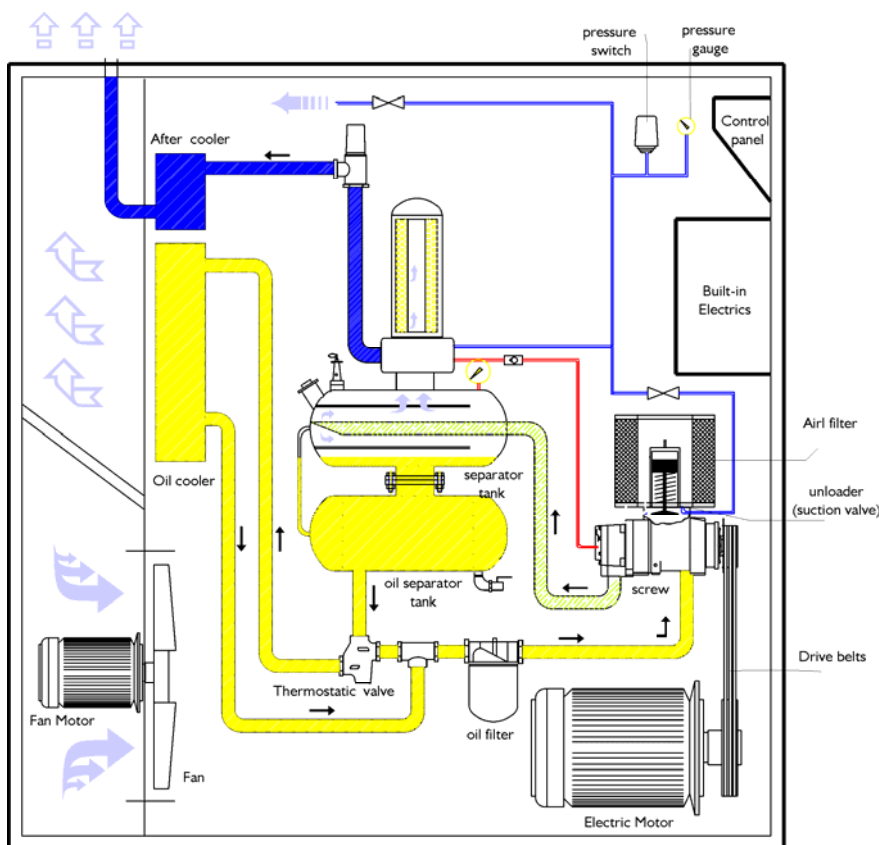 pressure
switch
pressure
gauge
Control
panel
After cooler
Built-in
Electrics
Airl filter
Oil cooler
separator
tank
unloader
(suction valve)
oil separator
tank
screw
Drive belts
Thermostatic valve
Fan Motor
oil filter
Fan
Electric Motor